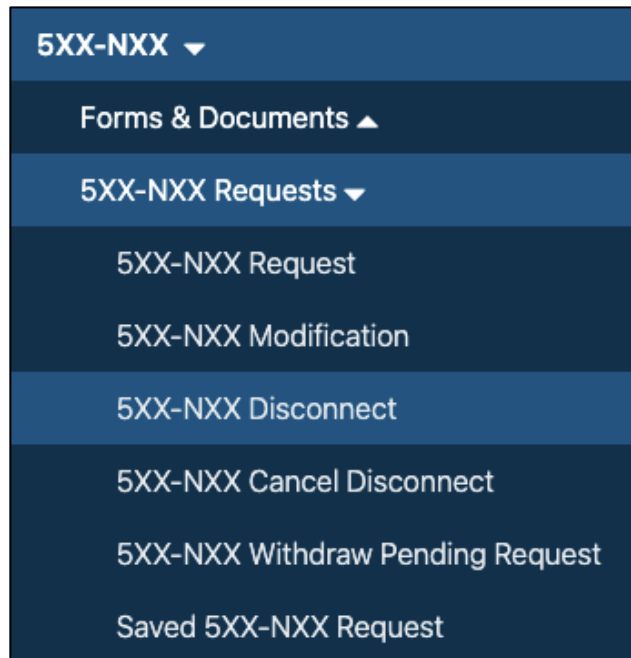 5XX-NXX
Forms & Documents
5XX-NXX Requests
5XX-NXX Request
5XX-NXX Modification
5XX-NXX Disconnect
5XX-NXX Cancel Disconnect
5XX-NXX Withdraw Pending Request
Saved 5XX-NXX Request